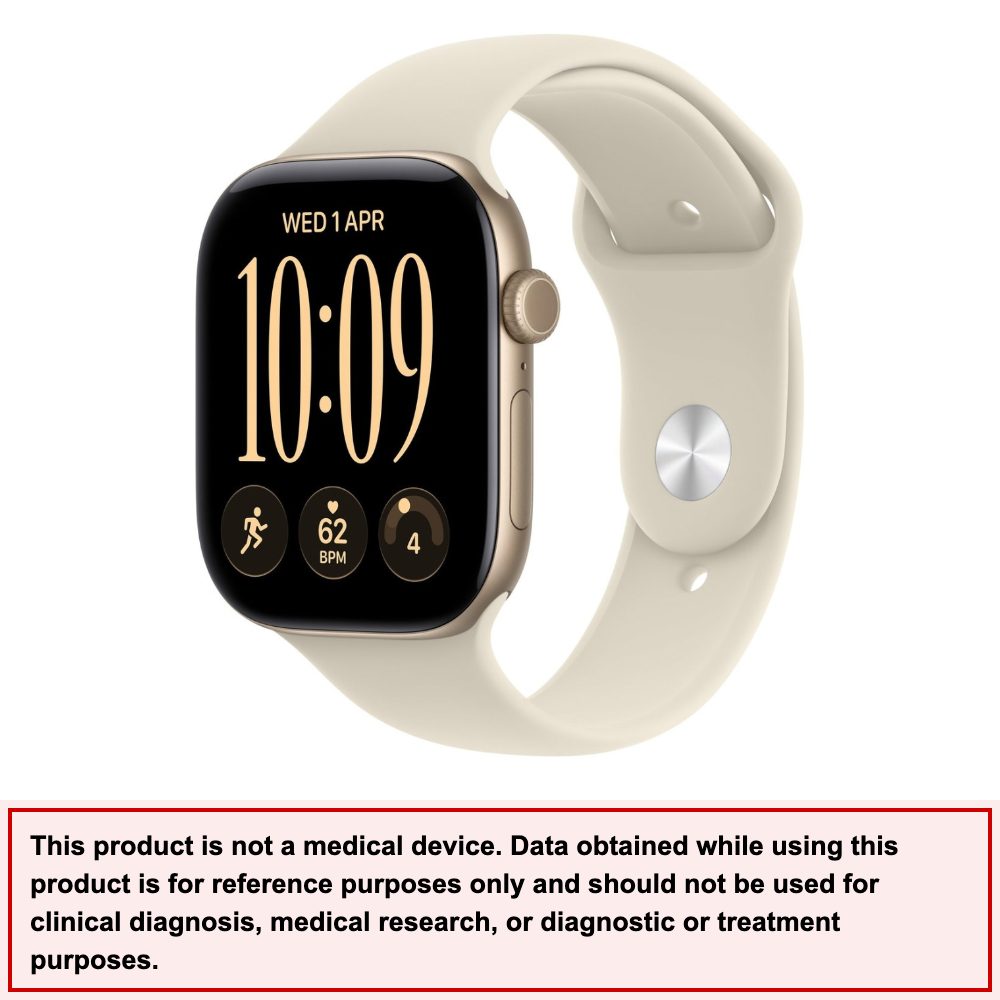 WED 1 APR
10:09
62
BPM
4
This product is not a medical device. Data obtained while using this
product is for reference purposes only and should not be used for
clinical diagnosis, medical research, or diagnostic or treatment
purposes.